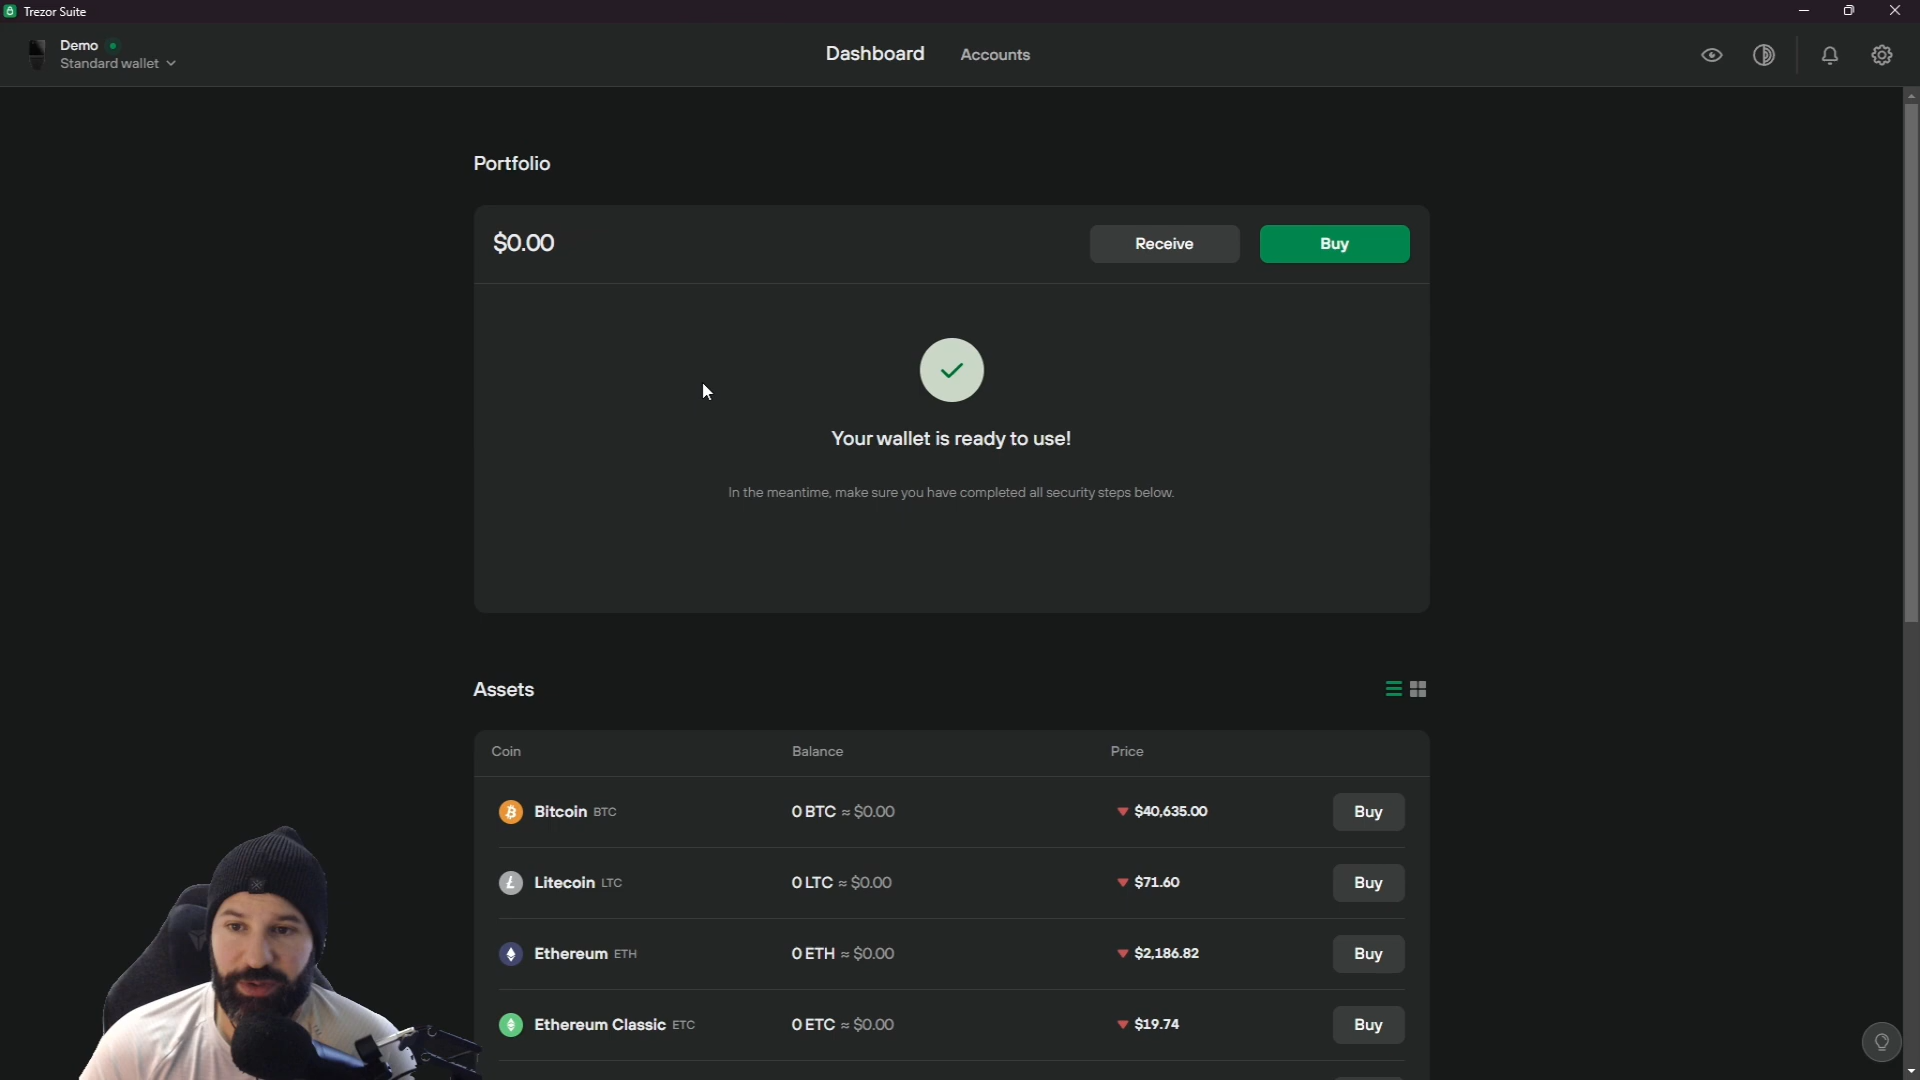 Trezor Suite
Demo
Standard wallet
Dashboard Accounts
Portfolio
$0.00 Receive Buy
Your wallet is ready to use!
In the meantime, make sure you have completed all security steps below.
Assets
Coin Balance Price
Bitcoin BTC 0 BTC ≈ $0.00 $40,635.00 Buy
Litecoin LTC 0 LTC ≈ $0.00 $71.60 Buy
Ethereum ETH 0 ETH ≈ $0.00 $2,186.82 Buy
Ethereum Classic ETC 0 ETC ≈ $0.00 $19.74 Buy